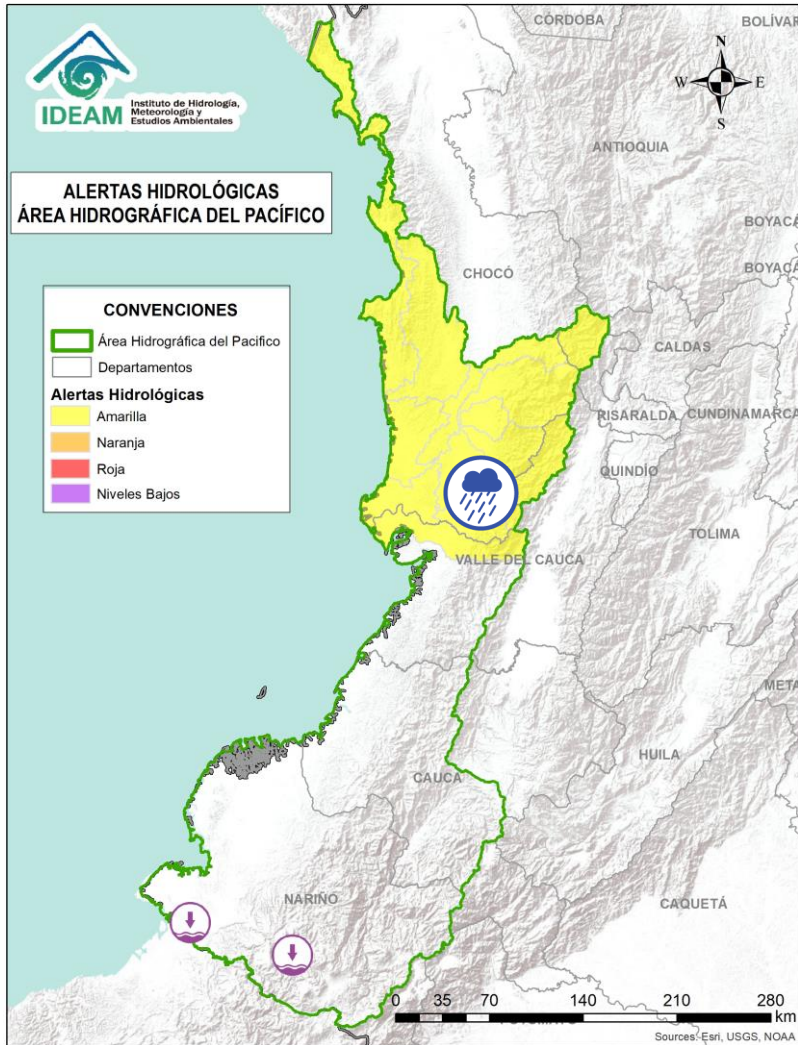 CÓRDOBA
BOLÍVAR
N
W
E
S
IDEAM
Instituto de Hidrología,
Meteorología y
Estudios Ambientales
ANTIOQUIA
ALERTAS HIDROLÓGICAS
ÁREA HIDROGRÁFICA DEL PACÍFICO
BOYACÁ
CHOCÓ
BOYACÁ
CONVENCIONES
Área Hidrográfica del Pacifico
Departamentos
Alertas Hidrológicas
Amarilla
Naranja
Roja
Niveles Bajos
CALDAS
RISARALDA
CUNDINAMARCA
QUINDÍO
TOLIMA
VALLE DEL CAUCA
META
HUILA
CAUCA
NARIÑO
CAQUETÁ
0 35 70 140 210 280
km
Sources: Esri, USGS, NOAA